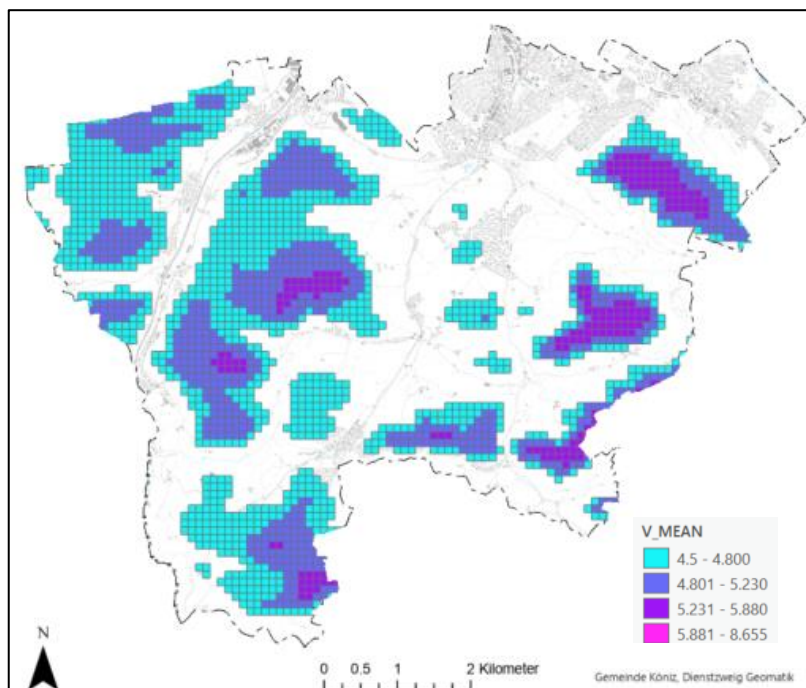 V_MEAN
4.5 - 4.800
4.801 - 5.230
5.231 - 5.880
5.881 - 8.655
N
0 0.5 1 2 Kilometer
Gemeinde Köniz, Dienstzweig Geomatik